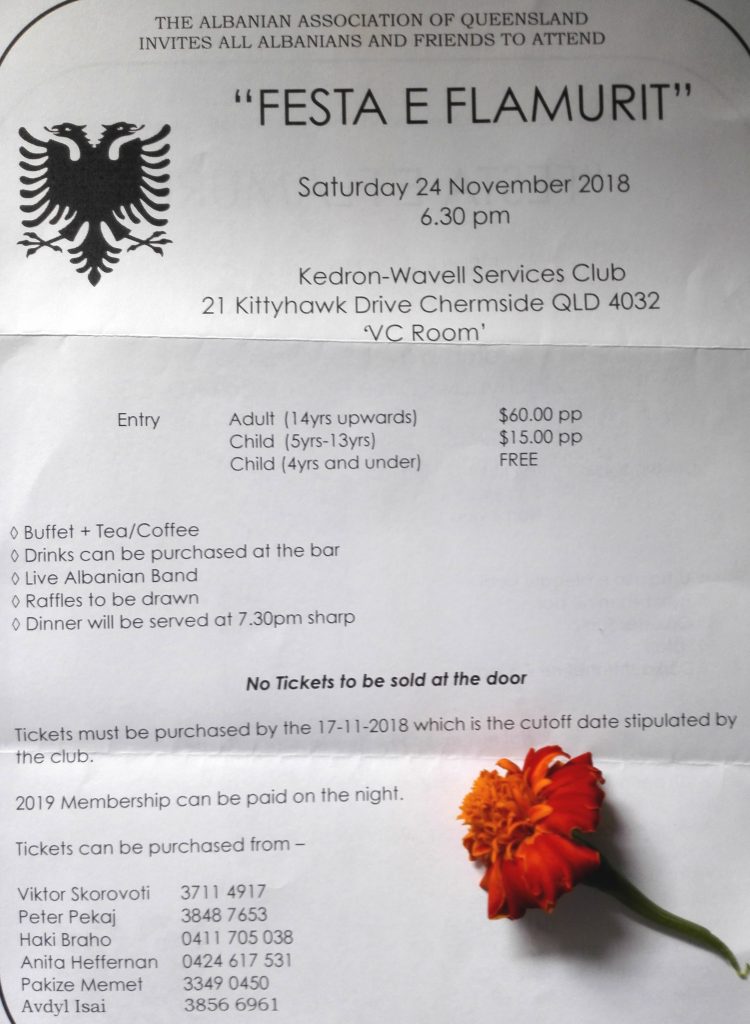 THE ALBANIAN ASSOCIATION OF QUEENSLAND
INVITES ALL ALBANIANS AND FRIENDS TO ATTEND
“FESTA E FLAMURIT”
Saturday 24 November 2018
6.30 pm
Kedron-Wavell Services Club
21 Kittyhawk Drive Chermside QLD 4032
‘VC Room’
Entry Adult (14yrs upwards) $60.00 pp
Child (5yrs-13yrs) $15.00 pp
Child (4yrs and under) FREE
◊ Buffet + Tea/Coffee
◊ Drinks can be purchased at the bar
◊ Live Albanian Band
◊ Raffles to be drawn
◊ Dinner will be served at 7.30pm sharp
No Tickets to be sold at the door
Tickets must be purchased by the 17-11-2018 which is the cutoff date stipulated by
the club.
2019 Membership can be paid on the night.
Tickets can be purchased from –
Viktor Skorovoti 3711 4917
Peter Pekaj 3848 7653
Haki Braho 0411 705 038
Anita Heffernan 0424 617 531
Pakize Memet 3349 0450
Avdyl Isai 3856 6961